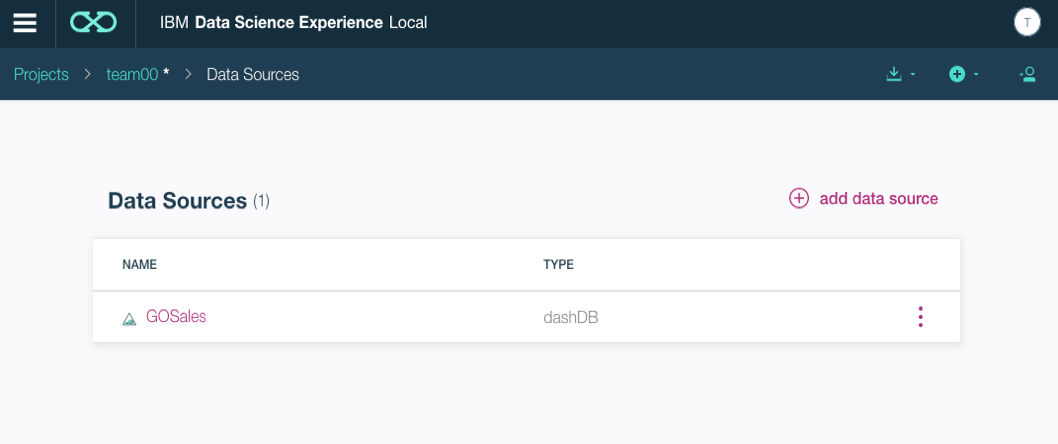 IBM Data Science Experience Local
T
Projects > team00 * > Data Sources
Data Sources (1)
add data source
NAME TYPE
GOSales dashDB